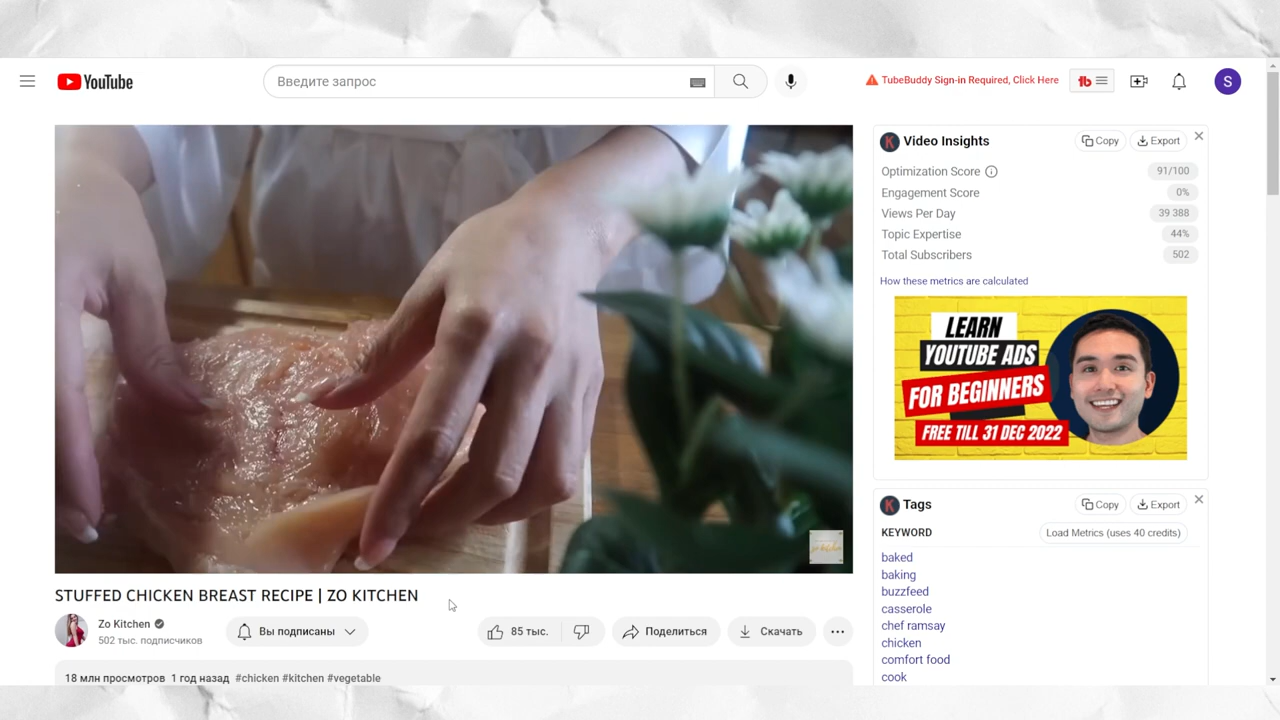 YouTube
Введите запрос
TubeBuddy Sign-in Required, Click Here
tb
S
Video Insights
Copy
Export
Optimization Score
91/100
Engagement Score
0%
Views Per Day
39 388
Topic Expertise
44%
Total Subscribers
502
How these metrics are calculated
LEARN
YOUTUBE ADS
FOR BEGINNERS
FREE TILL 31 DEC 2022
STUFFED CHICKEN BREAST RECIPE | ZO KITCHEN
Zo Kitchen
502 тыс. подписчиков
Вы подписаны
85 тыс.
Поделиться
Скачать
18 млн просмотров 1 год назад #chicken #kitchen #vegetable
K Tags
Copy
Export
KEYWORD
Load Metrics (uses 40 credits)
baked
baking
buzzfeed
casserole
chef ramsay
chicken
comfort food
cook